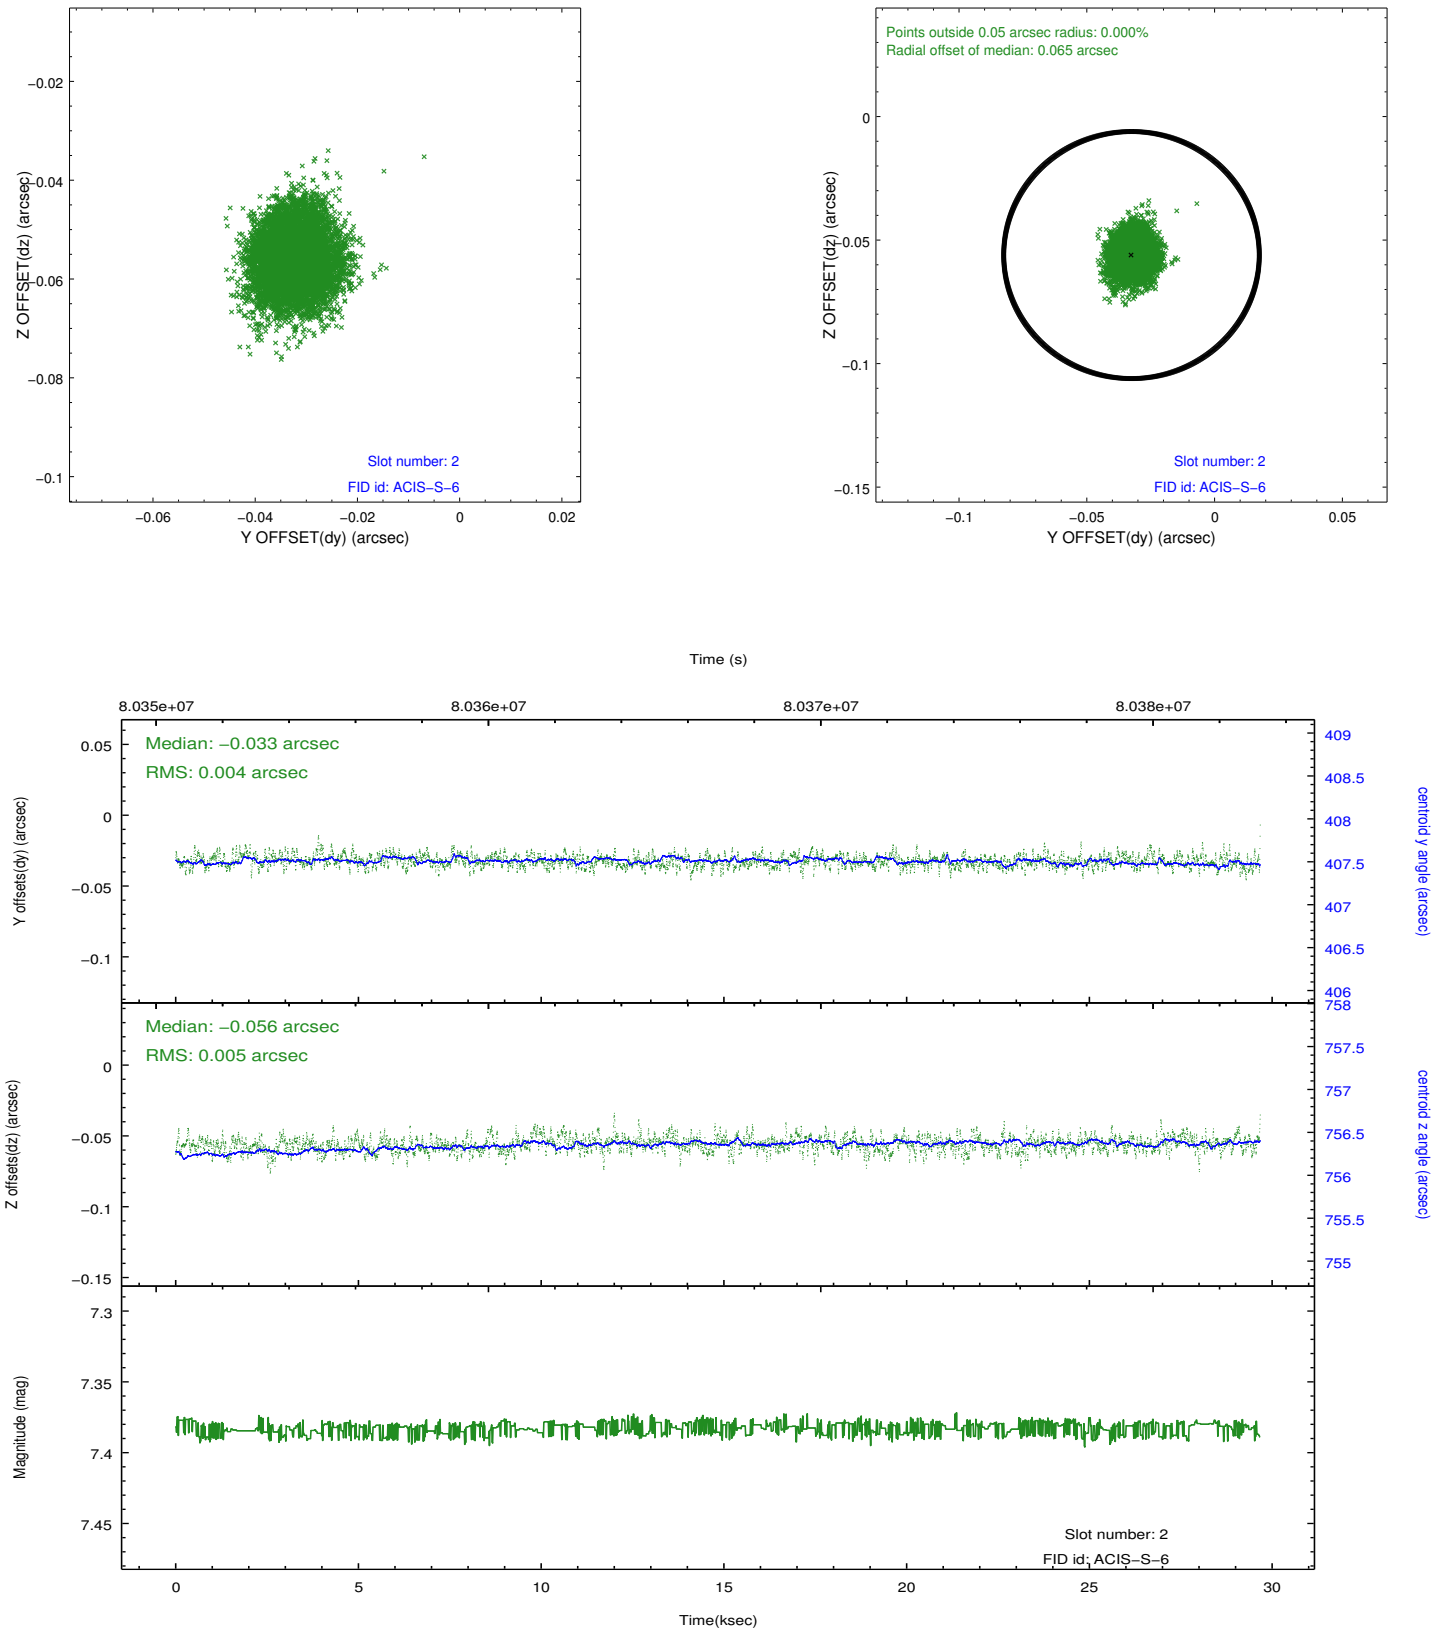 −0.02
−0.04
−0.06
−0.08
−0.1
Z OFFSET(dz) (arcsec)
Slot number: 2
FID id: ACIS−S−6
−0.06
−0.04
−0.02
0
0.02
Y OFFSET(dy) (arcsec)
Points outside 0.05 arcsec radius: 0.000%
Radial offset of median: 0.065 arcsec
0
−0.05
−0.1
−0.15
Z OFFSET(dz) (arcsec)
Slot number: 2
FID id: ACIS−S−6
−0.1
−0.05
0
0.05
Y OFFSET(dy) (arcsec)
Time (s)
8.035e+07
8.036e+07
8.037e+07
8.038e+07
Median: −0.033 arcsec
RMS: 0.004 arcsec
0.05
0
−0.05
−0.1
Y offsets(dy) (arcsec)
409
408.5
408
407.5
407
406.5
406
centroid y angle (arcsec)
Median: −0.056 arcsec
RMS: 0.005 arcsec
0
−0.05
−0.1
−0.15
Z offsets(dz) (arcsec)
758
757.5
757
756.5
756
755.5
755
centroid z angle (arcsec)
7.3
7.35
7.4
7.45
Magnitude (mag)
Slot number: 2
FID id: ACIS−S−6
0
5
10
15
20
25
30
Time(ksec)